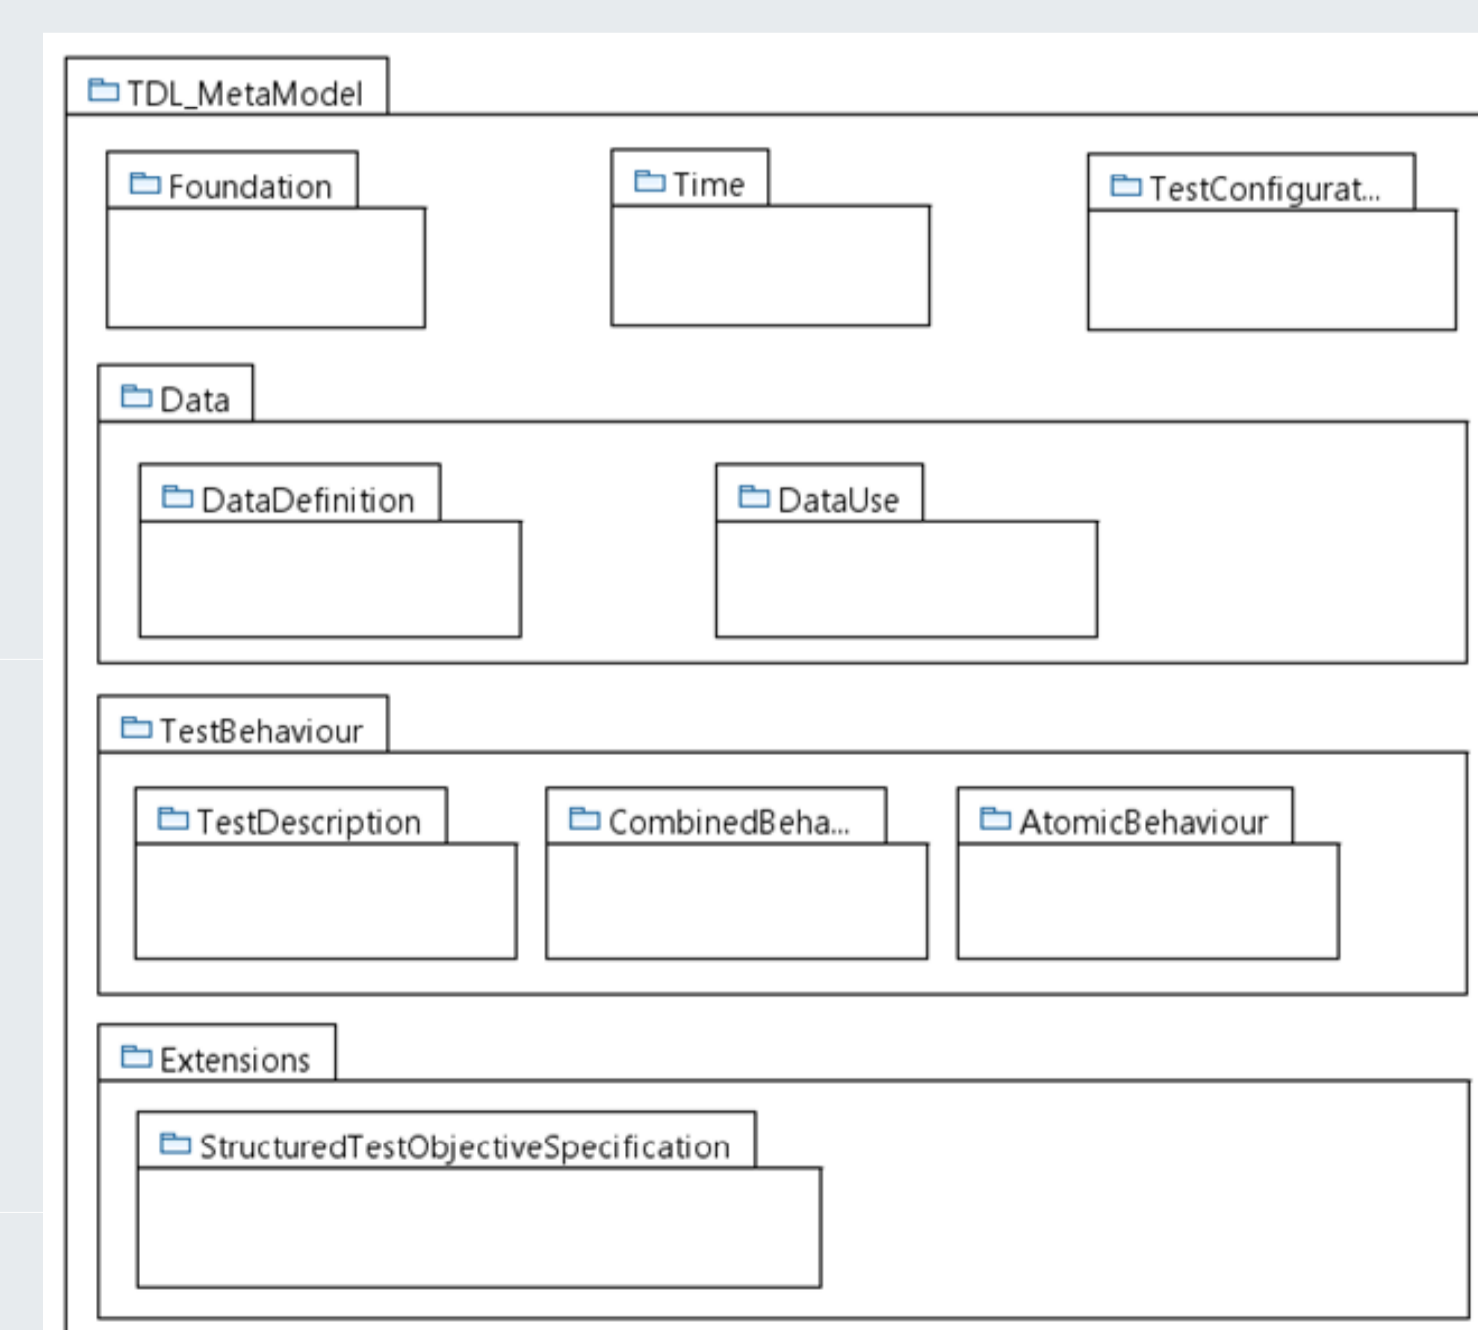 TDL_MetaModel
Foundation
Time
TestConfigurat...
Data
DataDefinition
DataUse
TestBehaviour
TestDescription
CombinedBeha...
AtomicBehaviour
Extensions
StructuredTestObjectiveSpecification